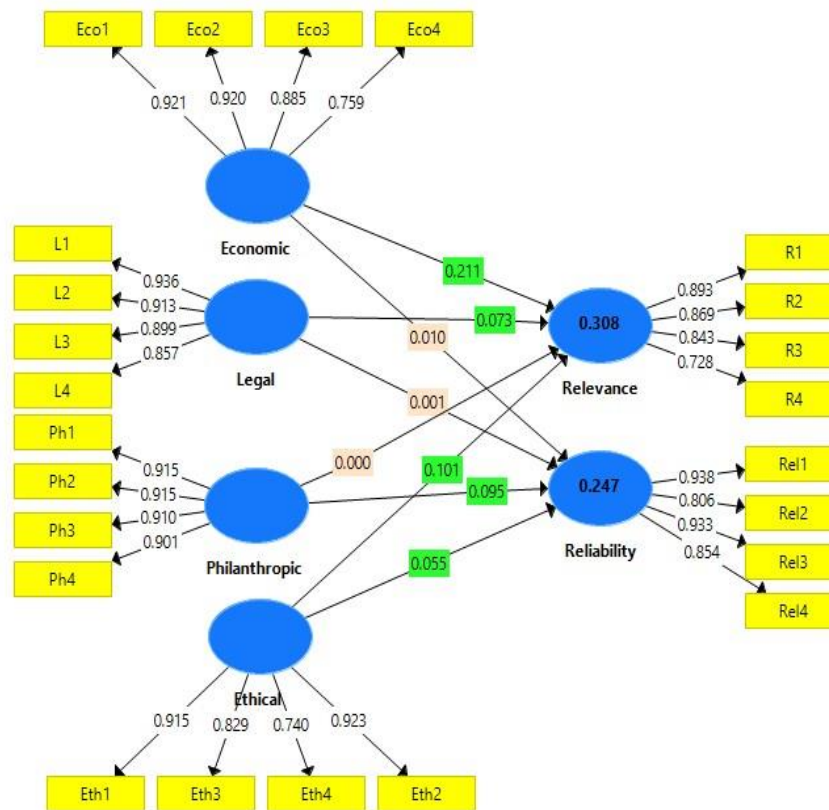 Eco1
Eco2
Eco3
Eco4
0.921
0.920
0.885
0.759
Economic
L1
L2
L3
L4
0.936
0.913
0.899
0.857
Legal
Ph1
Ph2
Ph3
Ph4
0.915
0.915
0.910
0.901
Philanthropic
Ethical
0.915
0.829
0.740
0.923
Eth1
Eth3
Eth4
Eth2
0.211
0.073
0.010
0.001
0.000
0.101
0.095
0.055
0.308
Relevance
0.893
0.869
0.843
0.728
R1
R2
R3
R4
0.247
Reliability
0.938
0.806
0.933
0.854
Rel1
Rel2
Rel3
Rel4